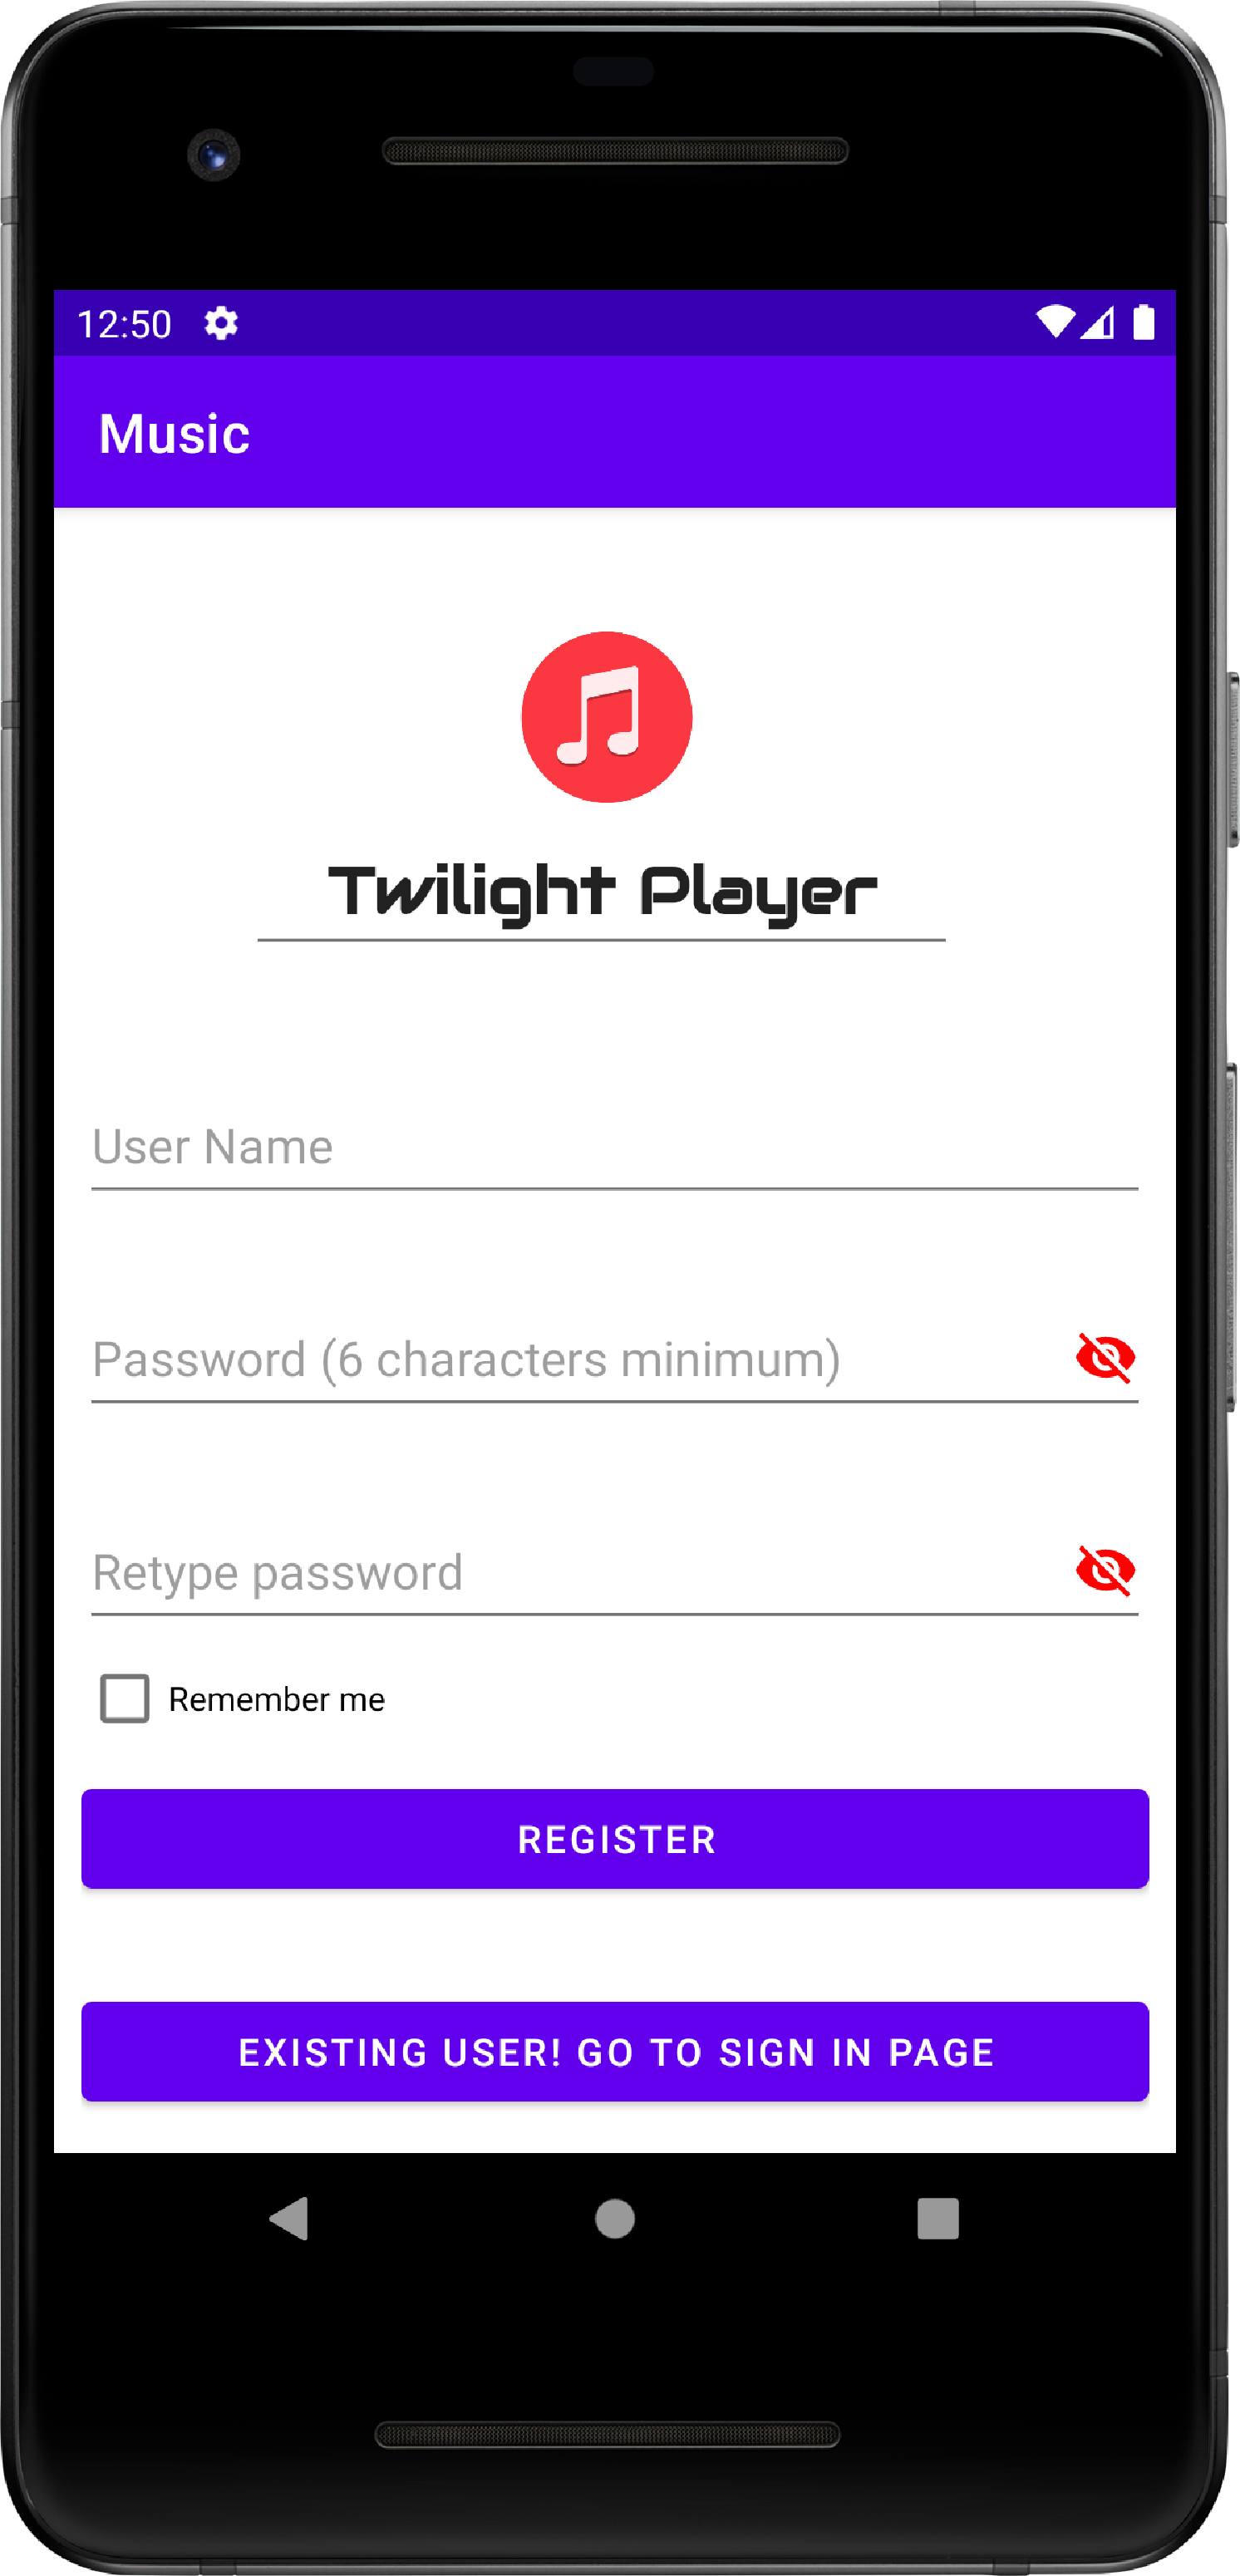 12:50
Music
Twilight Player
User Name
Password (6 characters minimum)
Retype password
Remember me
REGISTER
EXISTING USER! GO TO SIGN IN PAGE